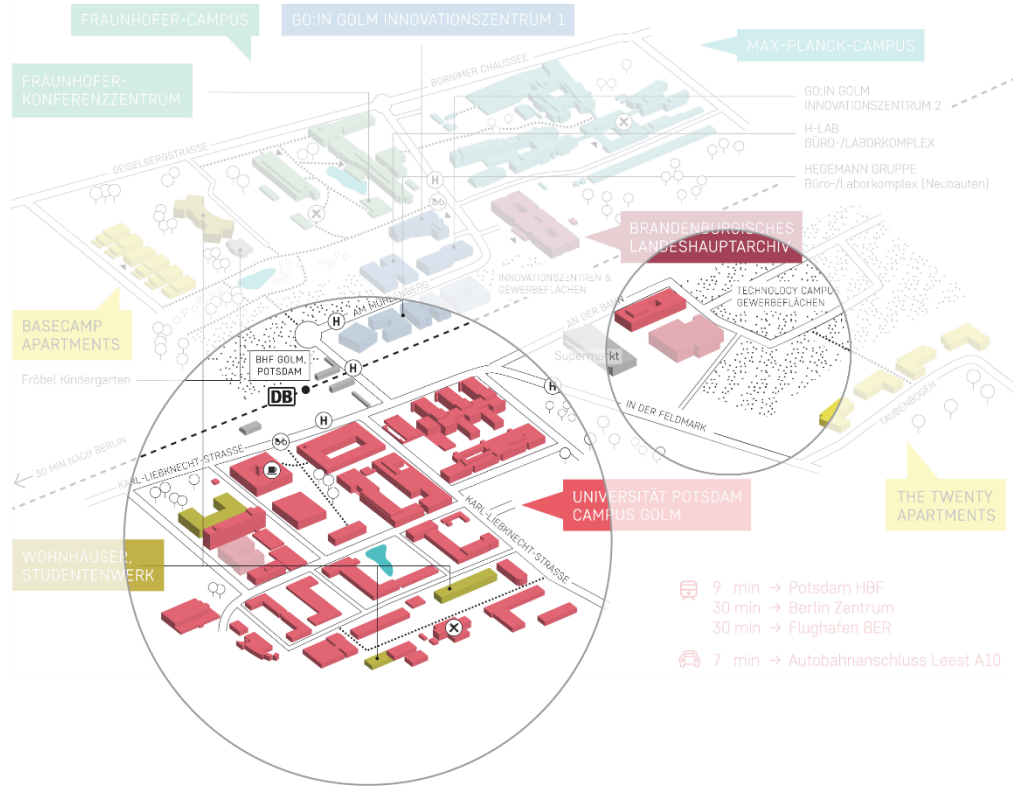 FRAUNHOFER-CAMPUS
GO:IN GOLM INNOVATIONSZENTRUM 1
MAX-PLANCK-CAMPUS
FRAUNHOFER-
KONFERENZZENTRUM
BORNIMER CHAUSSEE
GO:IN GOLM
INNOVATIONSZENTRUM 2
H-LAB
BÜRO-/LABORKOMPLEX
HEGEMANN GRUPPE
Büro-/Laborkomplex (Neubauten)
GEISELBERGSTRASSE
H
BRANDENBURGISCHES
LANDESHAUPTARCHIV
INNOVATIONSZENTREN &
GEWERBEFLÄCHEN
TECHNOLOGY CAMPU
GEWERBEFLÄCHEN
AM MÜHLENBERG
H
AN DER BAHN
BASECAMP
APARTMENTS
BHF GOLM,
POTSDAM
Supermarkt
H
Fröbel Kindergarten
DB
H
H
IN DER FELDMARK
TAUBENBOGEN
30 MIN NACH BERLIN
KARL-LIEBKNECHT-STRASSE
UNIVERSITÄT POTSDAM
CAMPUS GOLM
KARL-LIEBKNECHT-STRASSE
THE TWENTY
APARTMENTS
WOHNHÄUSER,
STUDENTENWERK
9 min → Potsdam HBF
30 min → Berlin Zentrum
30 min → Flughafen BER
7 min → Autobahnanschluss Leest A10